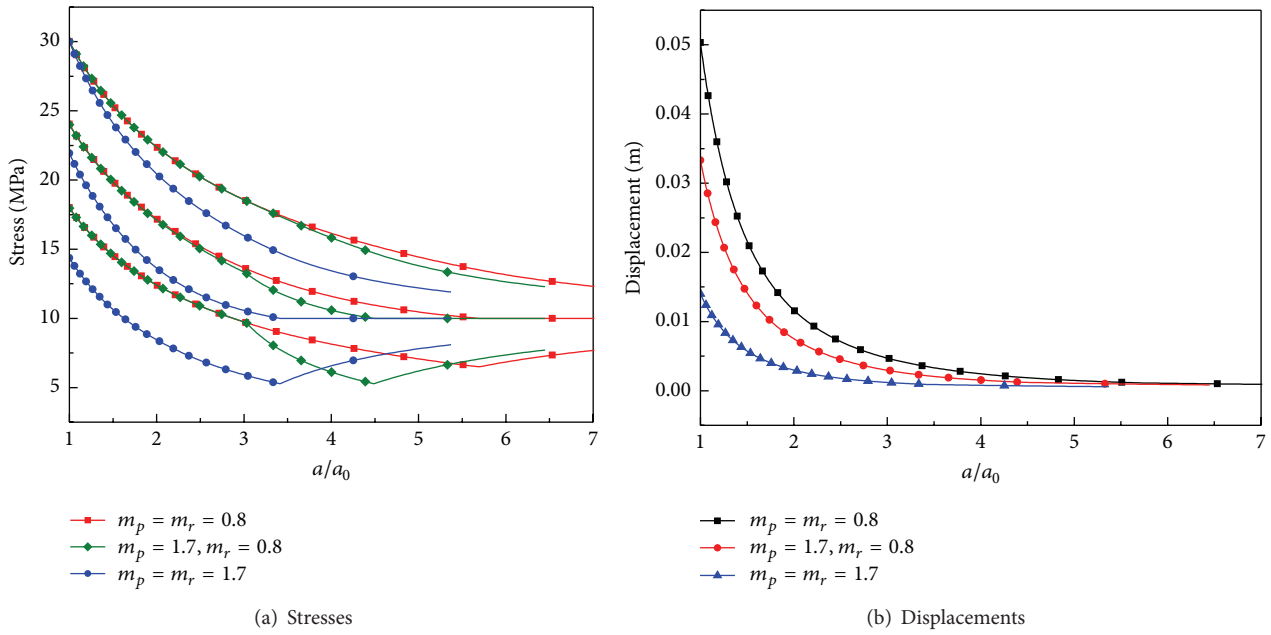 30
25
20
15
10
5
Stress (MPa)
1 2 3 4 5 6 7
a/a0
mp = mr = 0.8
mp = 1.7, mr = 0.8
mp = mr = 1.7
(a) Stresses
0.05
0.04
0.03
0.02
0.01
0.00
Displacement (m)
1 2 3 4 5 6 7
a/a0
mp = mr = 0.8
mp = 1.7, mr = 0.8
mp = mr = 1.7
(b) Displacements